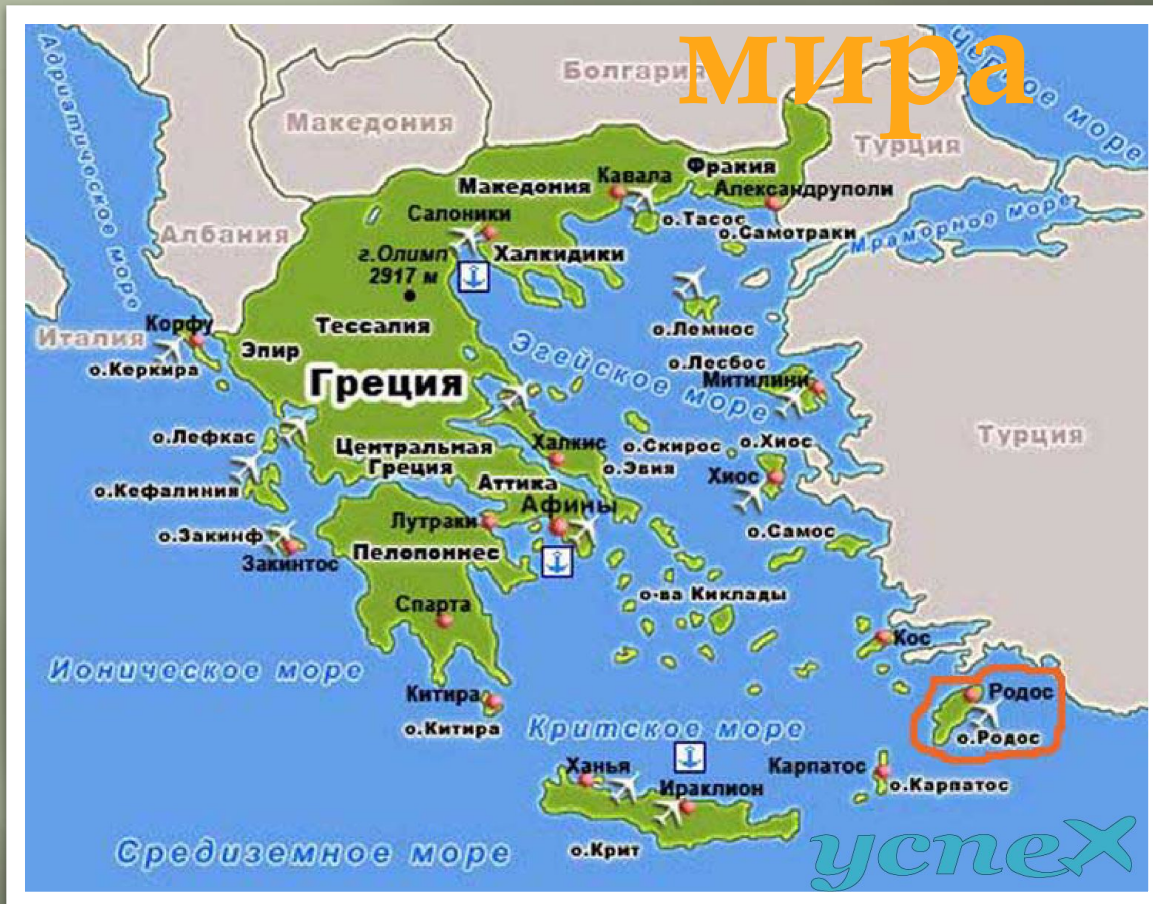 мира
Чёрное море
Адриатическое море
Болгария
Македония
Турция
Фракия
Кавала
Македония
Александруполи
Салоники
о.Тасос
о.Самотраки
Мраморное море
Албания
г.Олимп
2917 м
Халкидики
Корфу
Италия
Тессалия
о.Лемнос
Эпир
Эгейское море
о.Лесбос
о.Керкира
Греция
Митилини
о.Лефкас
Центральная
Греция
Халкис
о.Скирос
о.Хиос
Турция
о.Эвия
о.Кефалиния
Аттика
Хиос
Афины
Лутраки
о.Закинф
о.Самос
Закинтос
Пелопоннес
о-ва Киклады
Спарта
Кос
Ионическое море
Китира
Родос
о.Китира
Критское море
о.Родос
Ханья
Карпатос
Ираклион
о.Карпатос
Средиземное море
о.Крит
успех